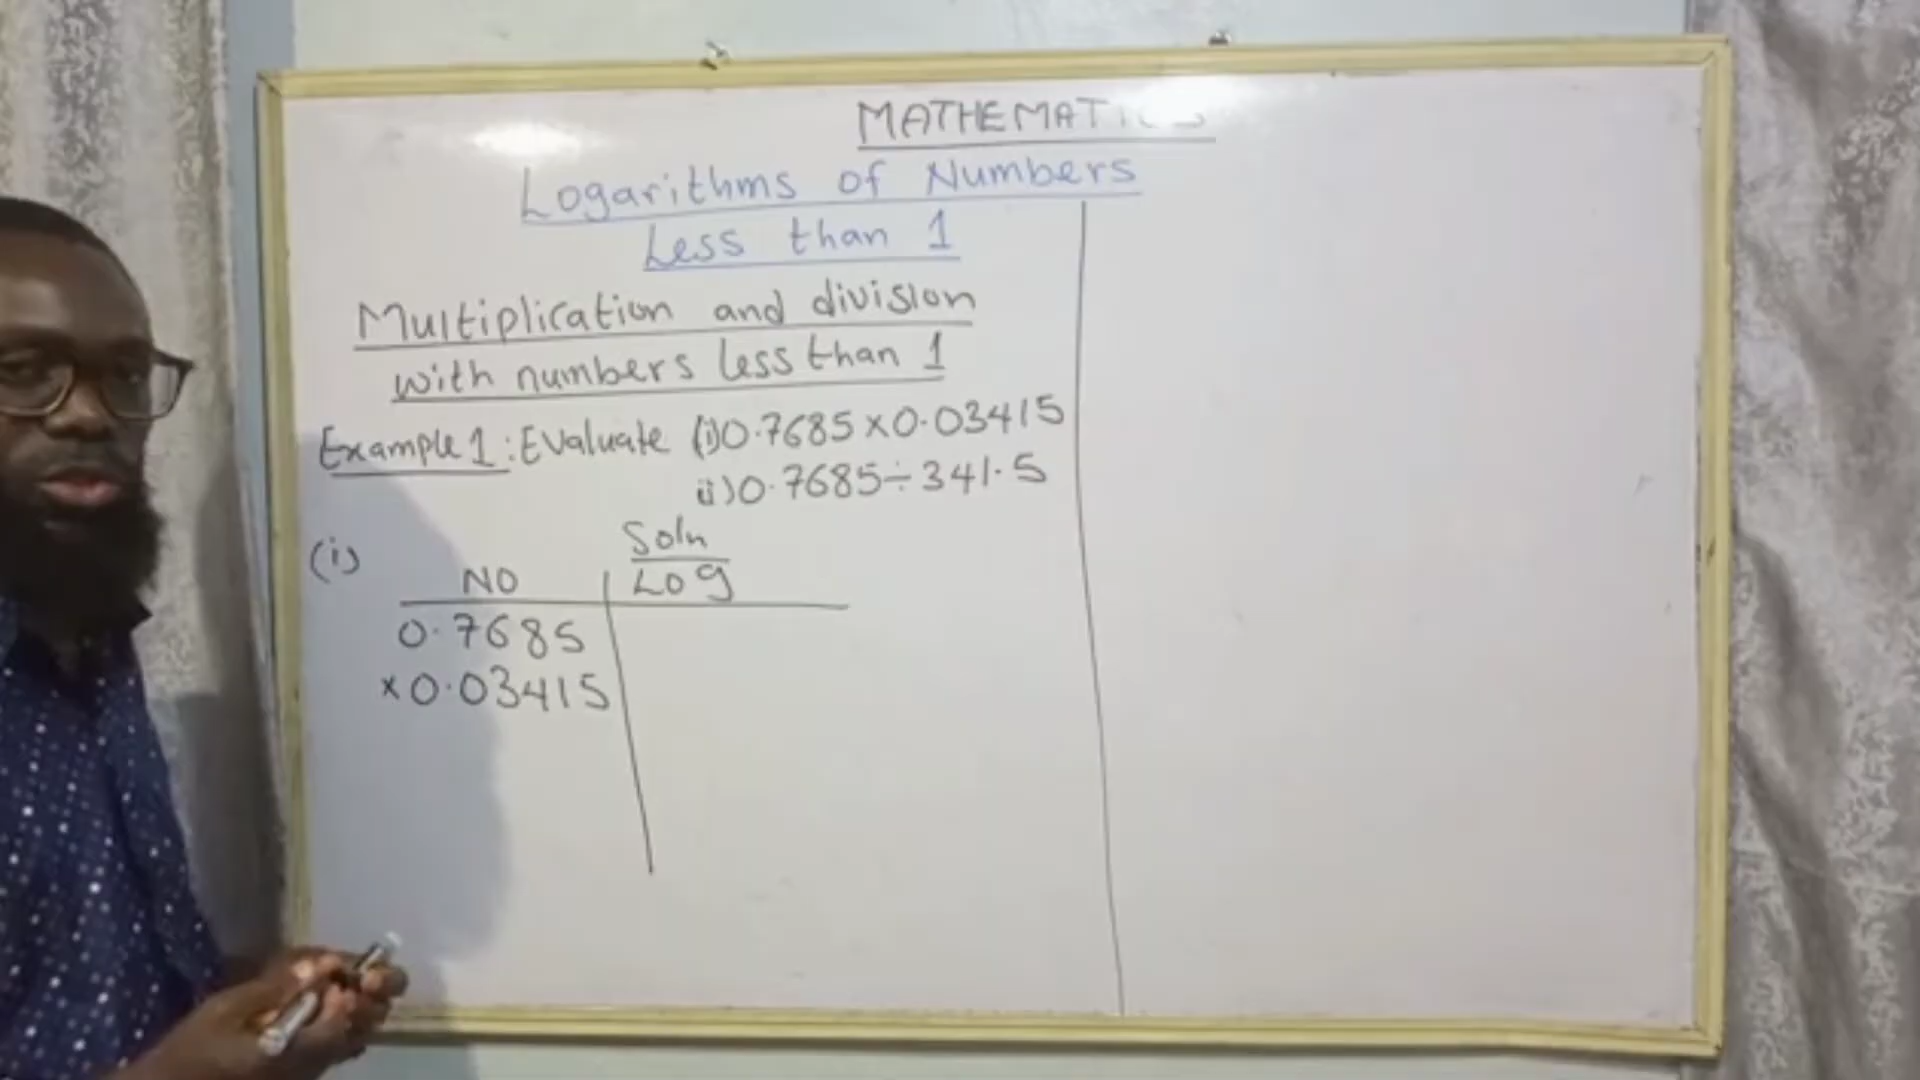 MATHEMATICS
Logarithms of Numbers
Less than 1
Multiplication and division
with numbers less than 1
Example 1: Evaluate (i) 0.7685 × 0.03415
ii) 0.7685 ÷ 341.5
(i)
Soln
NO Log
0.7685
× 0.03415